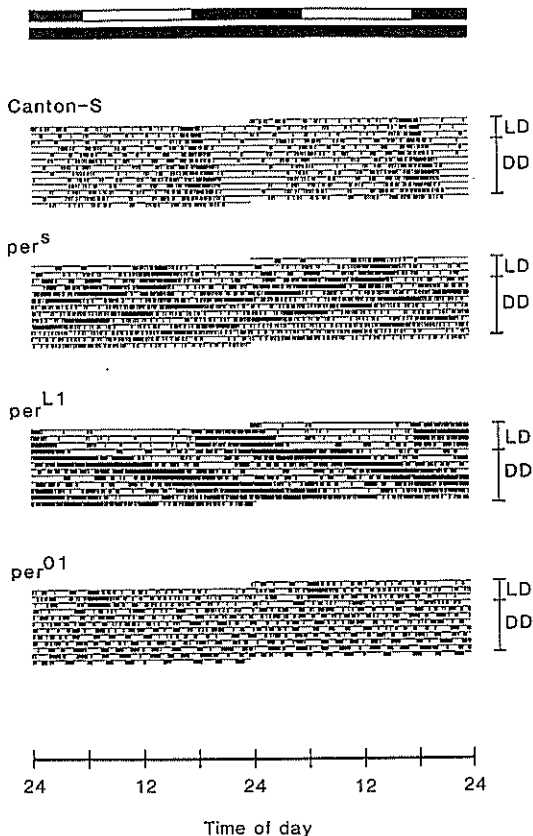 Canton-S
LD
DD
per^S
LD
DD
per^L1
LD
DD
per^01
LD
DD
24 12 24 12 24
Time of day